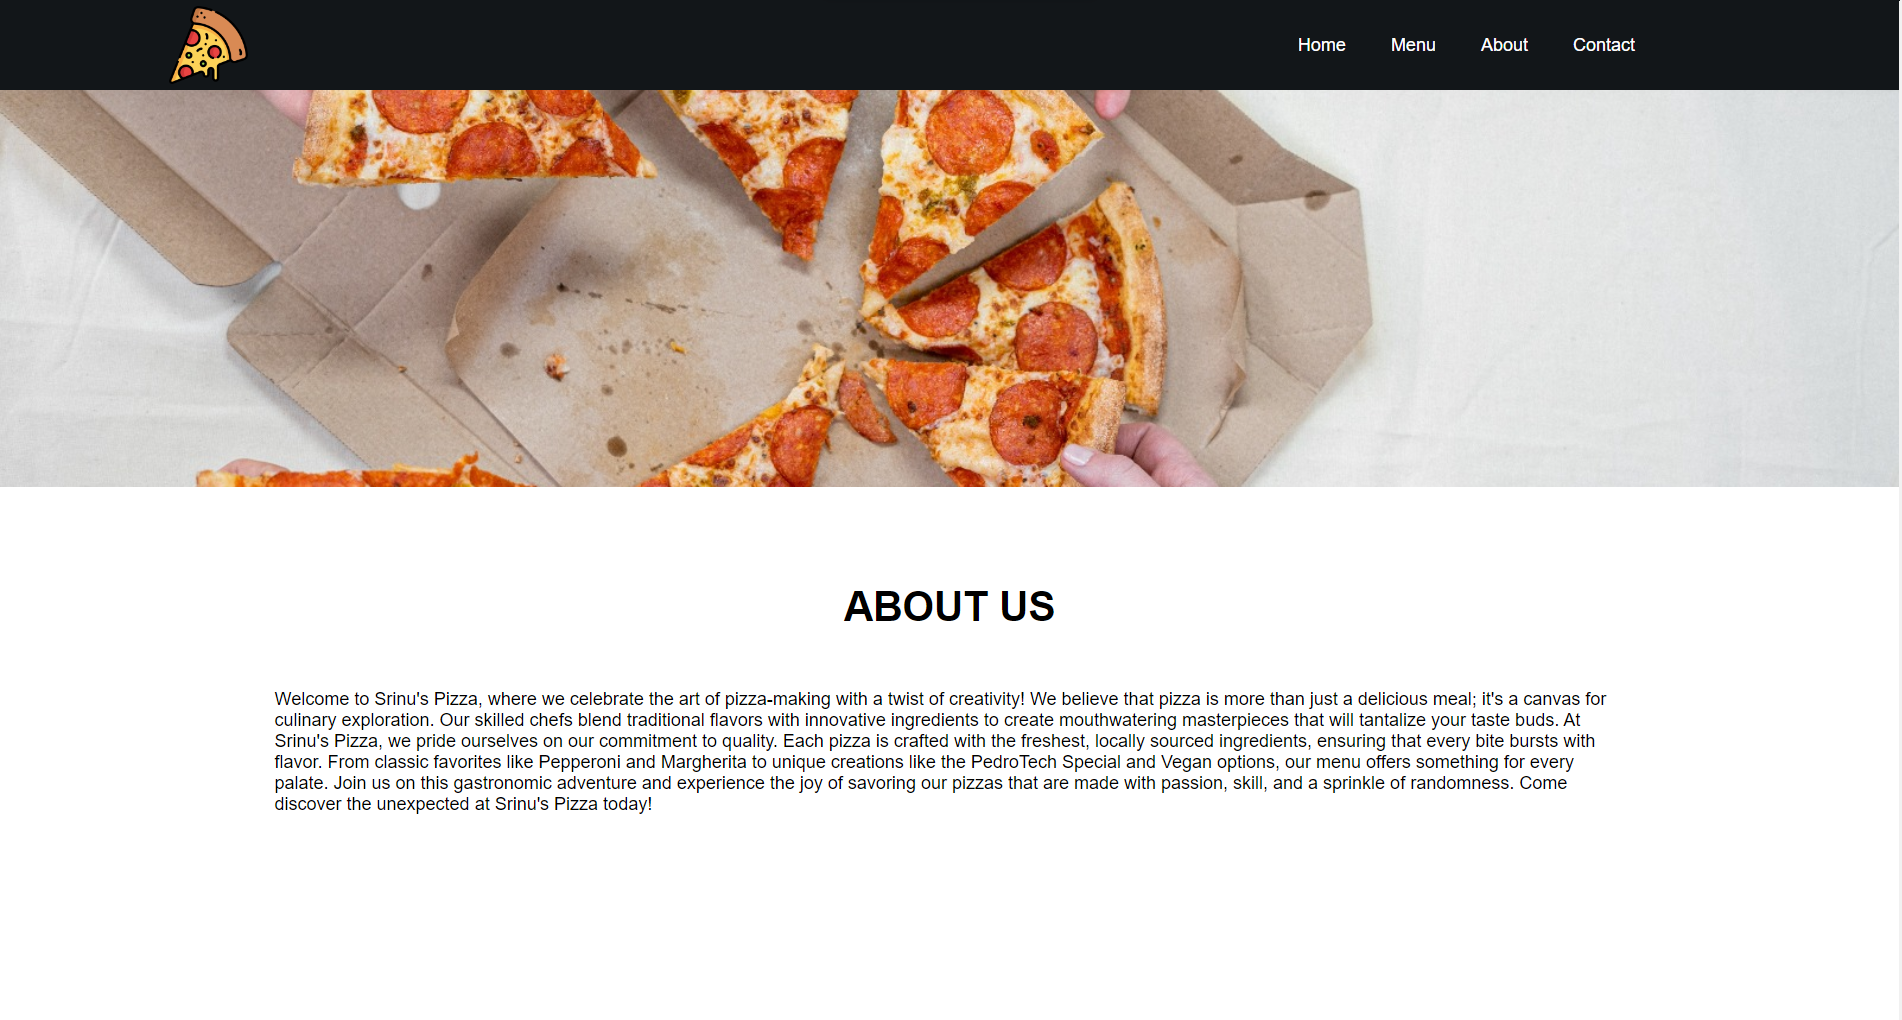 Home Menu About Contact
ABOUT US
Welcome to Srinu's Pizza, where we celebrate the art of pizza-making with a twist of creativity! We believe that pizza is more than just a delicious meal; it's a canvas for
culinary exploration. Our skilled chefs blend traditional flavors with innovative ingredients to create mouthwatering masterpieces that will tantalize your taste buds. At
Srinu's Pizza, we pride ourselves on our commitment to quality. Each pizza is crafted with the freshest, locally sourced ingredients, ensuring that every bite bursts with
flavor. From classic favorites like Pepperoni and Margherita to unique creations like the PedroTech Special and Vegan options, our menu offers something for every
palate. Join us on this gastronomic adventure and experience the joy of savoring our pizzas that are made with passion, skill, and a sprinkle of randomness. Come
discover the unexpected at Srinu's Pizza today!